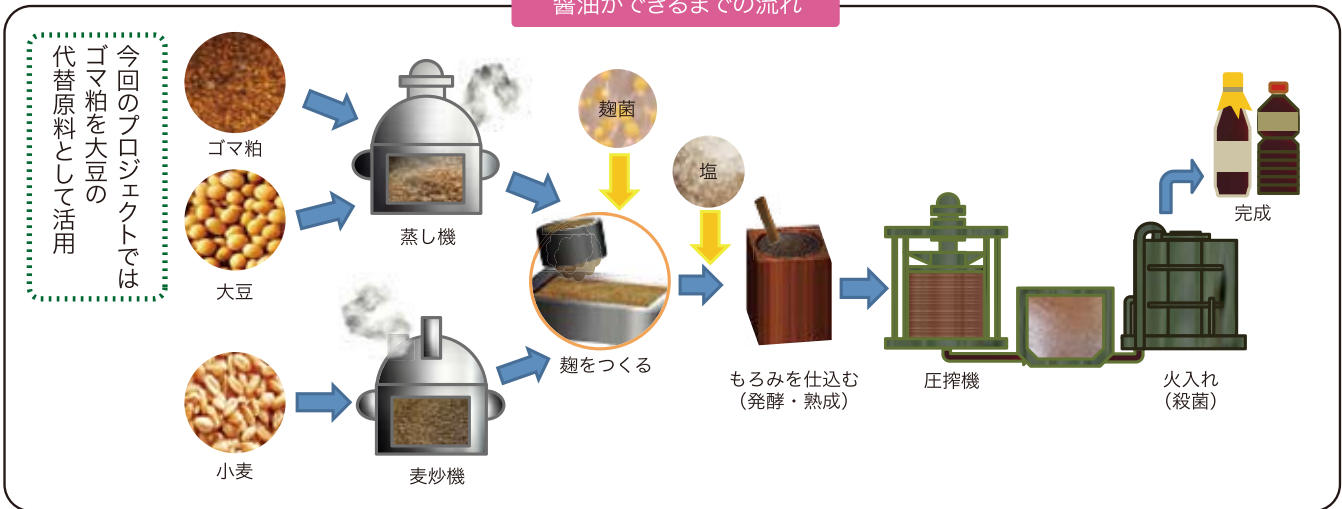 醤油ができるまでの流れ
今回のプロジェクトでは
ゴマ粕を大豆の
代替原料として活用
ゴマ粕
大豆
小麦
蒸し機
麦炒機
麹菌
塩
麹をつくる
もろみを仕込む
（発酵・熟成）
圧搾機
火入れ
（殺菌）
完成